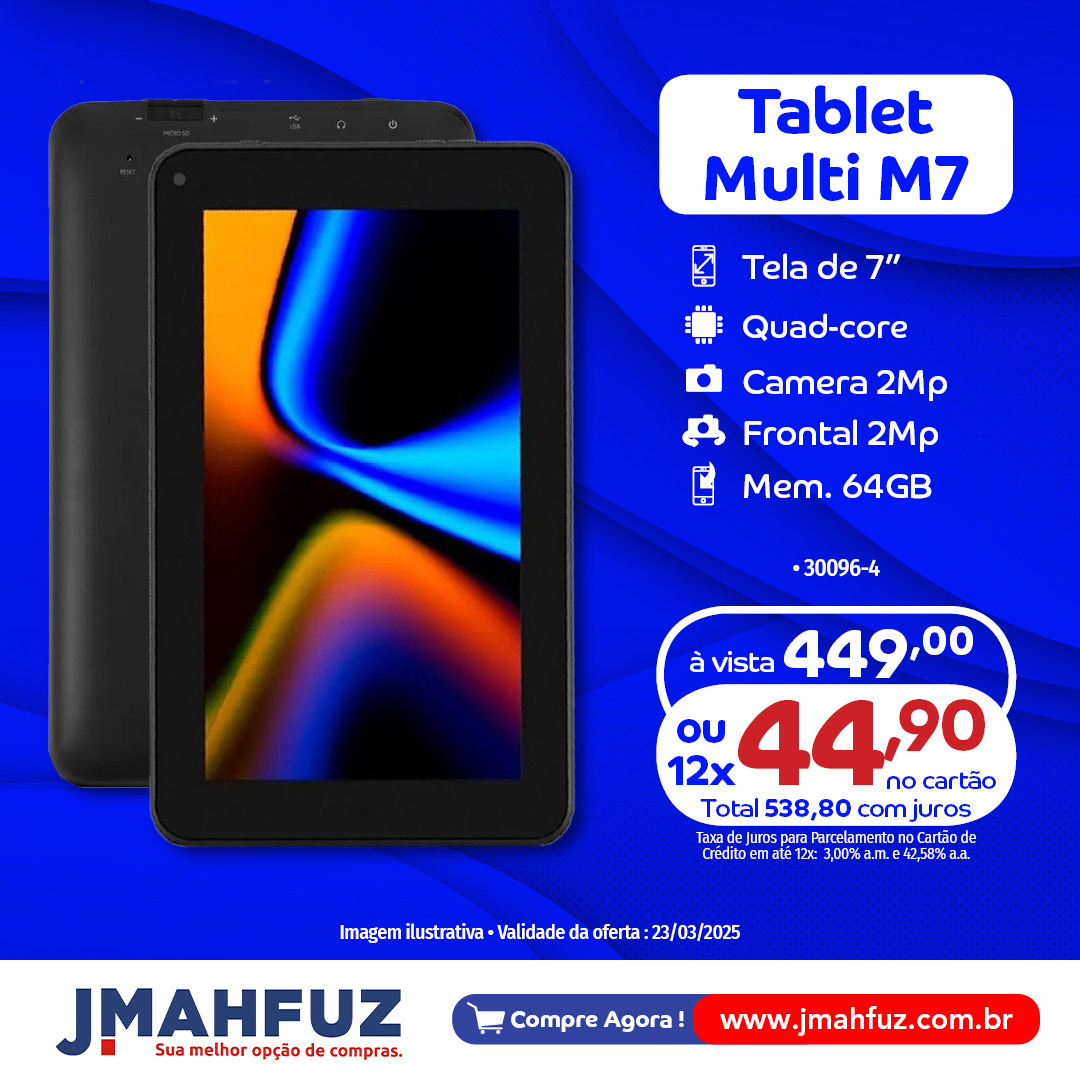 Tablet
Multi M7
Tela de 7”
Quad-core
Camera 2Mp
Frontal 2Mp
Mem. 64GB
• 30096-4
à vista 449,00
ou 12x 44,90
no cartão
Total 538,80 com juros
Taxa de Juros para Parcelamento no Cartão de
Crédito em até 12x: 3,00% a.m. e 42,58% a.a.
- +
MICRO SD
USB
RESET
Imagem ilustrativa • Validade da oferta : 23/03/2025
JMAHFUZ
Sua melhor opção de compras.
Compre Agora !
www.jmahfuz.com.br